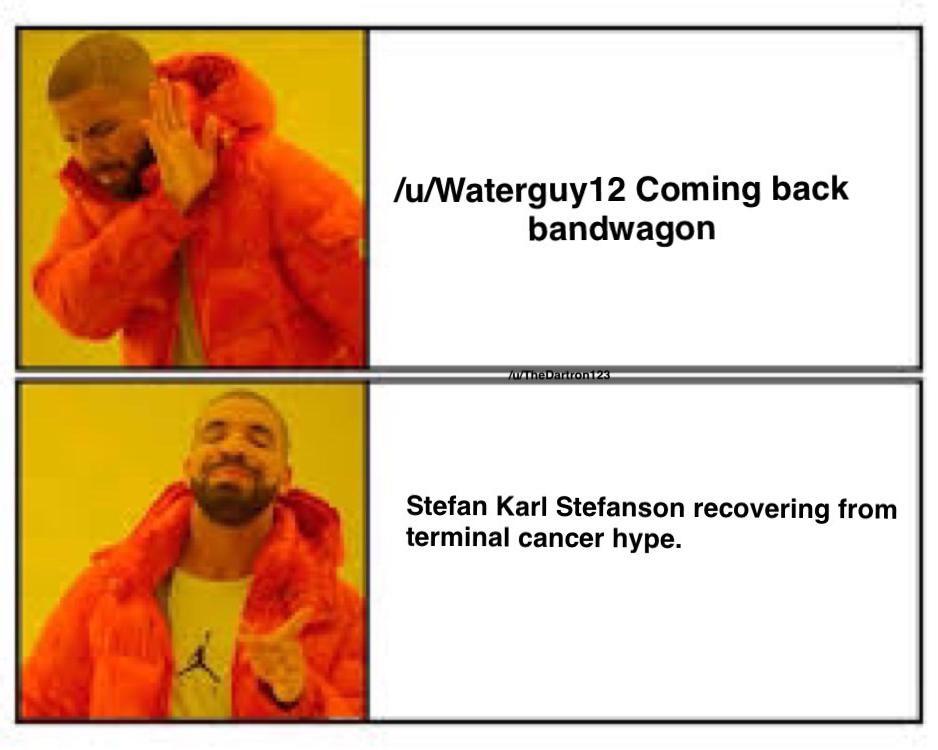 /u/Waterguy12 Coming back
bandwagon
/u/TheDartron123
Stefan Karl Stefanson recovering from
terminal cancer hype.